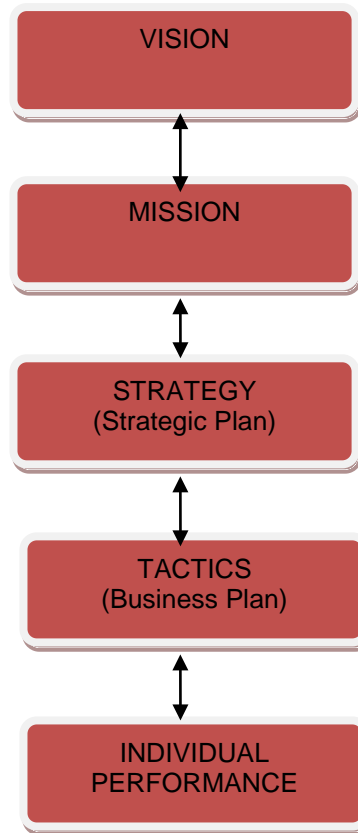 VISION
MISSION
STRATEGY
(Strategic Plan)
TACTICS
(Business Plan)
INDIVIDUAL
PERFORMANCE